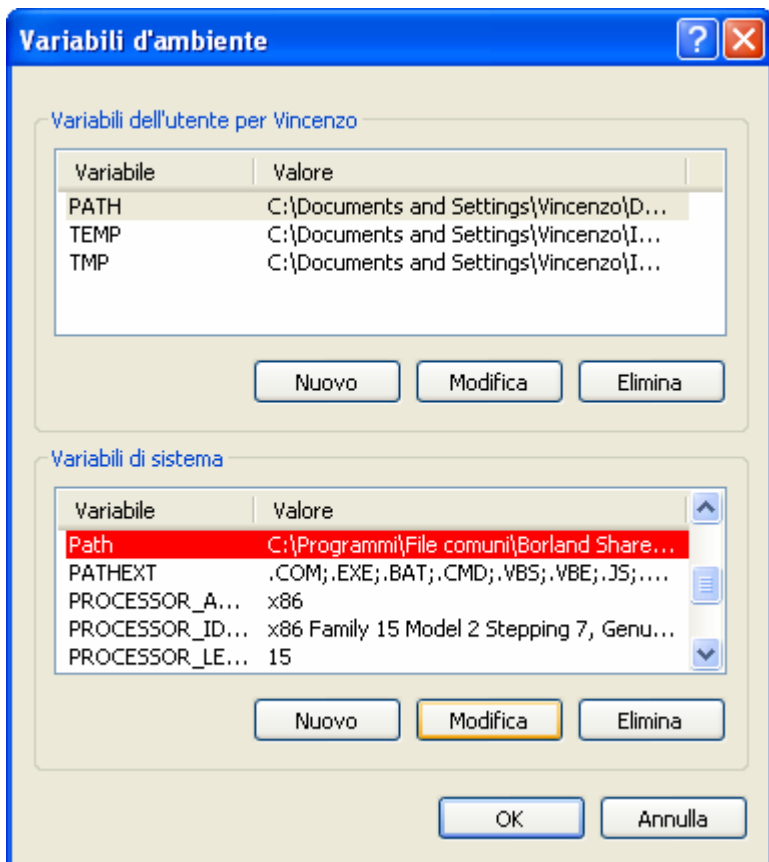 Variabili d'ambiente
Variabili dell'utente per Vincenzo
Variabile Valore
PATH C:\Documents and Settings\Vincenzo\D...
TEMP C:\Documents and Settings\Vincenzo\I...
TMP C:\Documents and Settings\Vincenzo\I...
Nuovo Modifica Elimina
Variabili di sistema
Variabile Valore
Path C:\Programmi\File comuni\Borland Share...
PATHEXT .COM;.EXE;.BAT;.CMD;.VBS;.VBE;.JS;....
PROCESSOR_A... x86
PROCESSOR_ID... x86 Family 15 Model 2 Stepping 7, Genu...
PROCESSOR_LE... 15
Nuovo Modifica Elimina
OK Annulla